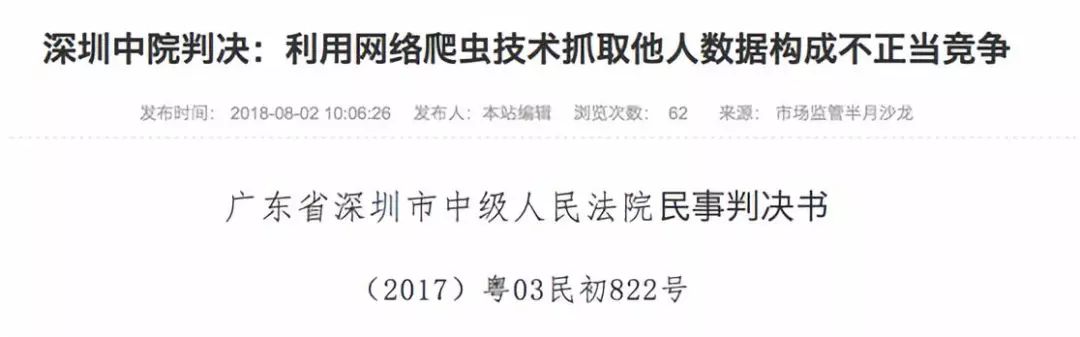 深圳中院判决：利用网络爬虫技术抓取他人数据构成不正当竞争
发布时间： 2018-08-02 10:06:26 发布人：本站编辑 浏览次数： 62 来源： 市场监管半月沙龙
广东省深圳市中级人民法院民事判决书
（2017）粤03民初822号